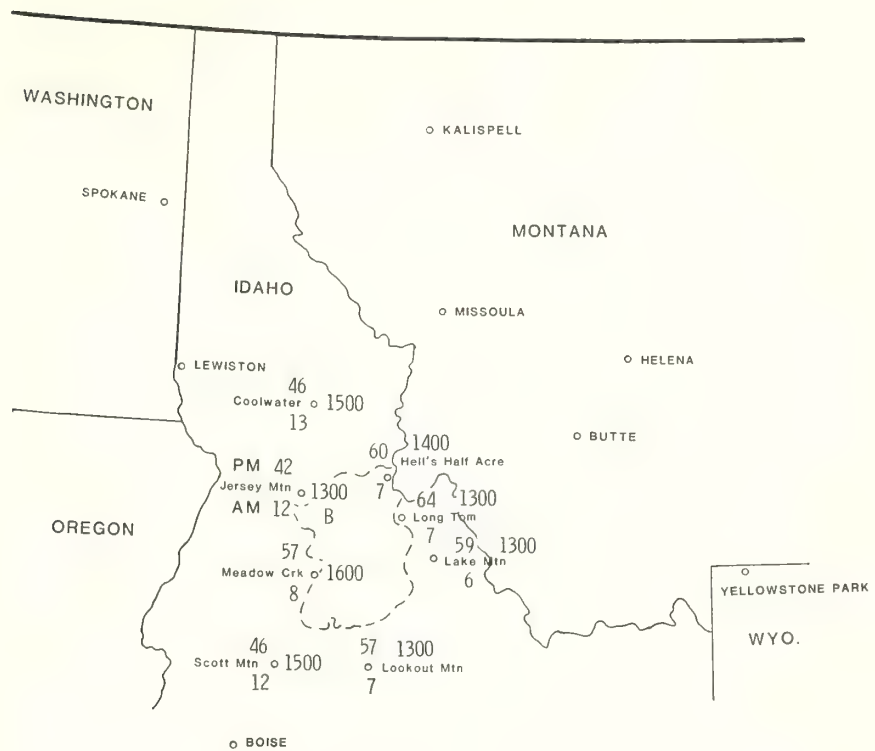 WASHINGTON
KALISPELL
SPOKANE
MONTANA
IDAHO
MISSOULA
HELENA
LEWISTON
46
Coolwater 1500
13
BUTTE
60 1400
Hell's Half Acre
7
PM 42
Jersey Mtn 1300
AM 12 B
64 1300
Long Tom
7
OREGON
57
Meadow Crk 1600
8
59 1300
Lake Mtn
6
YELLOWSTONE PARK
WYO.
46
Scott Mtn 1500
12
57 1300
Lookout Mtn
7
BOISE